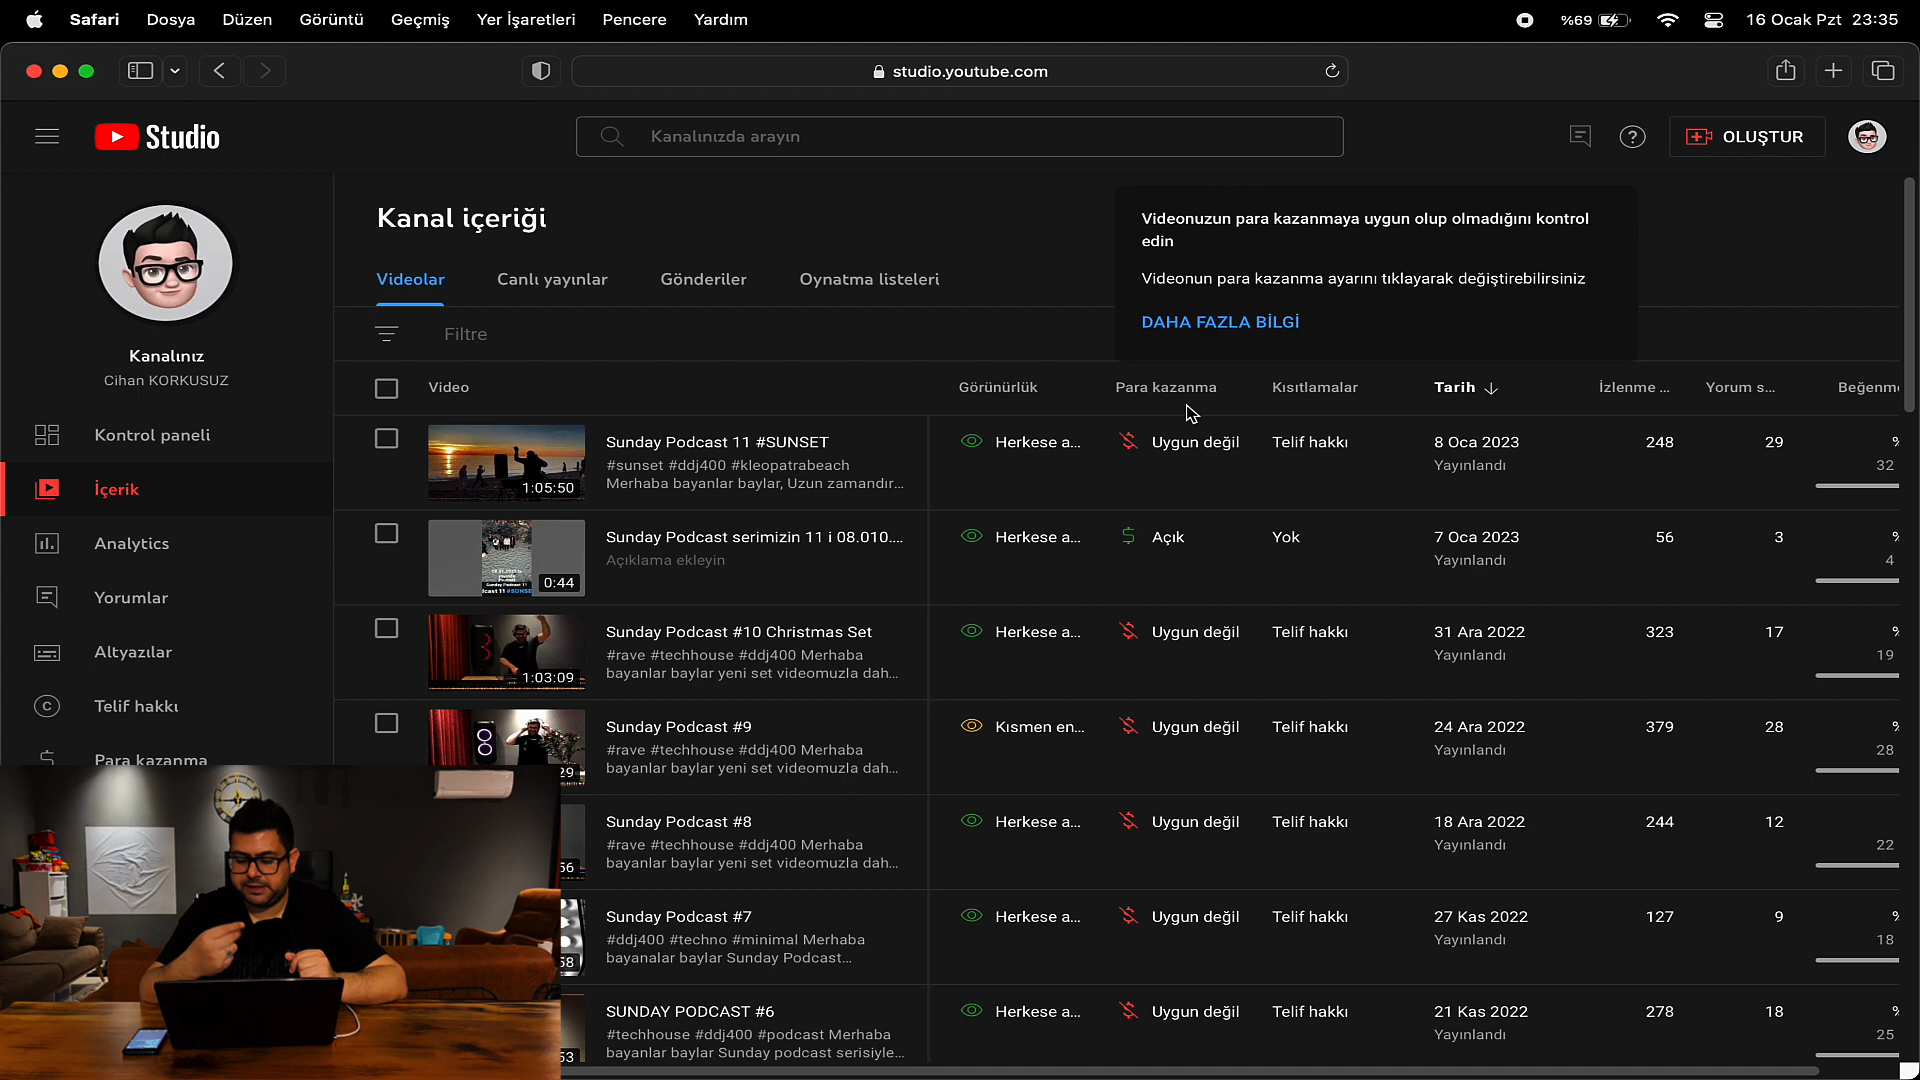 Safari Dosya Düzen Görüntü Geçmiş Yer İşaretleri Pencere Yardım %69 16 Ocak Pzt 23:35
studio.youtube.com
Studio
Kanalınızda arayın
OLUŞTUR
Kanalınız
Cihan KORKUSUZ
Kontrol paneli
İçerik
Analytics
Yorumlar
Altyazılar
Telif hakkı
Para kazanma
Kanal içeriği
Videonuzun para kazanmaya uygun olup olmadığını kontrol
edin
Videonun para kazanma ayarını tıklayarak değiştirebilirsiniz
DAHA FAZLA BİLGİ
Videolar Canlı yayınlar Gönderiler Oynatma listeleri
Filtre
Video Görünürlük Para kazanma Kısıtlamalar Tarih İzlenme ... Yorum s... Beğenme
Sunday Podcast 11 #SUNSET Herkese a... Uygun değil Telif hakkı 8 Oca 2023 248 29 %
#sunset #ddj400 #kleopatrabeach Yayınlandı 32
Merhaba bayanlar baylar, Uzun zamandır...
1:05:50
Sunday Podcast serimizin 11 i 08.010.... Herkese a... Açık Yok 7 Oca 2023 56 3 %
Açıklama ekleyin Yayınlandı 4
0:44
Sunday Podcast #10 Christmas Set Herkese a... Uygun değil Telif hakkı 31 Ara 2022 323 17 %
#rave #techhouse #ddj400 Merhaba Yayınlandı 19
bayanlar baylar yeni set videomuzla dah...
1:03:09
Sunday Podcast #9 Kısmen en... Uygun değil Telif hakkı 24 Ara 2022 379 28 %
#rave #techhouse #ddj400 Merhaba Yayınlandı 28
bayanlar baylar yeni set videomuzla dah...
29
Sunday Podcast #8 Herkese a... Uygun değil Telif hakkı 18 Ara 2022 244 12
#rave #techhouse #ddj400 Merhaba Yayınlandı 22
bayanlar baylar yeni set videomuzla dah...
56
Sunday Podcast #7 Herkese a... Uygun değil Telif hakkı 27 Kas 2022 127 9 %
#ddj400 #techno #minimal Merhaba Yayınlandı 18
bayanalar baylar Sunday Podcast...
58
SUNDAY PODCAST #6 Herkese a... Uygun değil Telif hakkı 21 Kas 2022 278 18 %
#techhouse #ddj400 #podcast Merhaba Yayınlandı 25
bayanlar baylar Sunday podcast serisiyle...
53